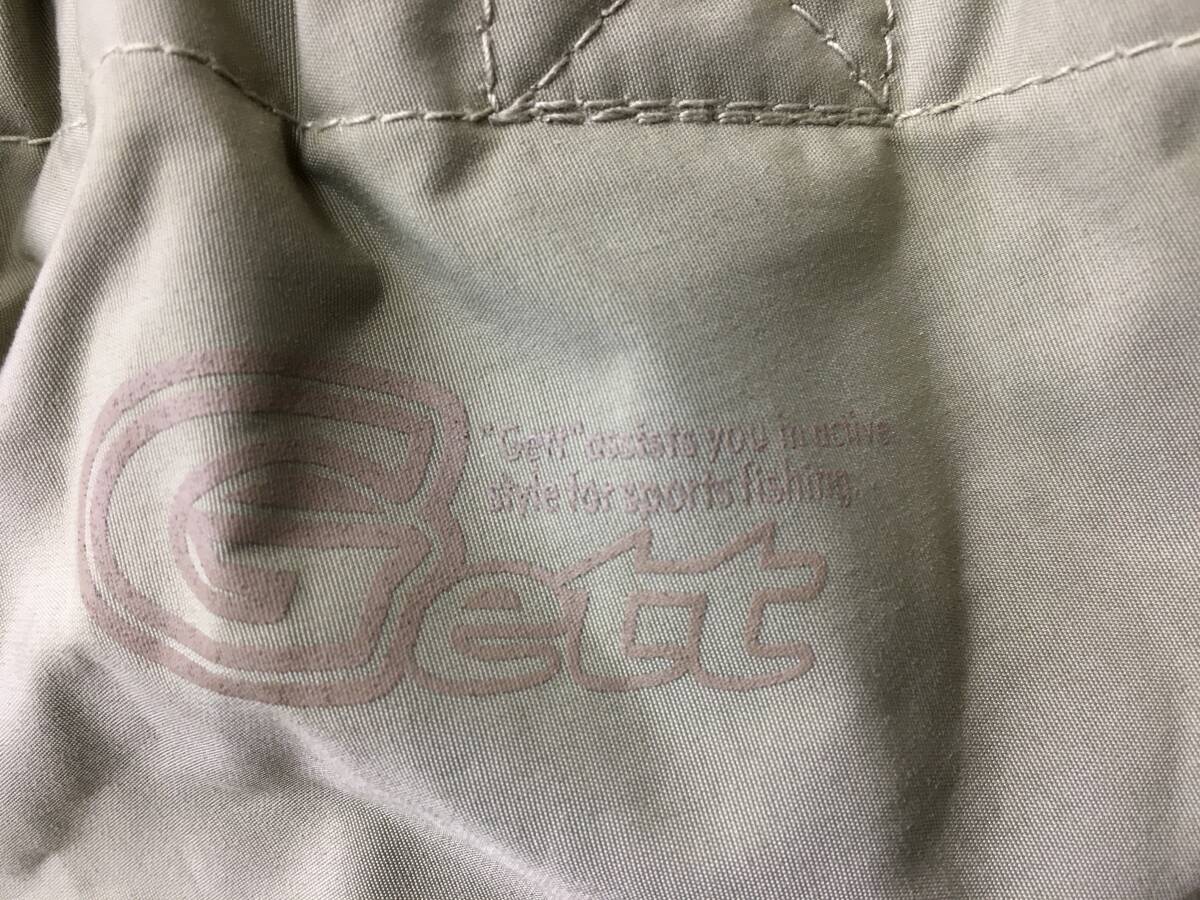 "Gett" assists you in active
style for sports fishing.
Gett